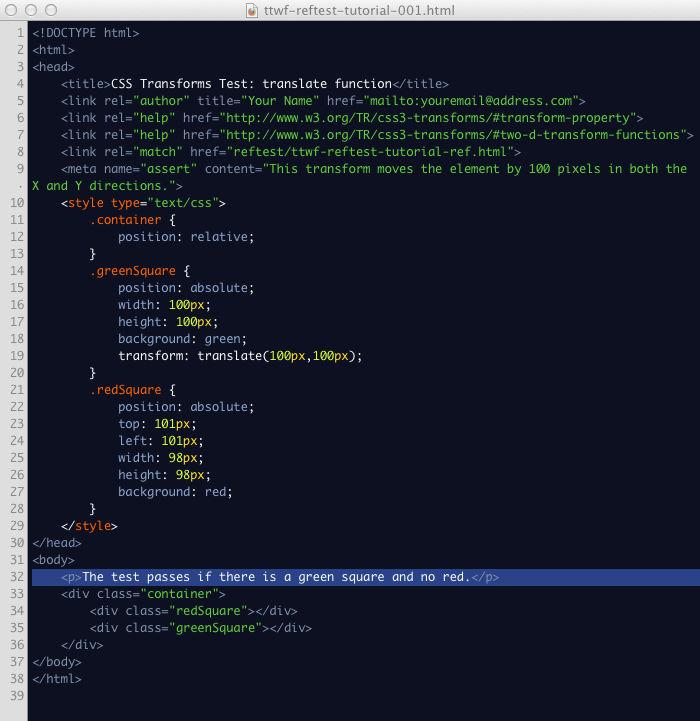 ttwf-reftest-tutorial-001.html
1 <!DOCTYPE html>
2 <html>
3 <head>
4     <title>CSS Transforms Test: translate function</title>
5     <link rel="author" title="Your Name" href="mailto:youremail@address.com">
6     <link rel="help" href="http://www.w3.org/TR/css3-transforms/#transform-property">
7     <link rel="help" href="http://www.w3.org/TR/css3-transforms/#two-d-transform-functions">
8     <link rel="match" href="reftest/ttwf-reftest-tutorial-ref.html">
9     <meta name="assert" content="This transform moves the element by 100 pixels in both the
· X and Y directions.">
10     <style type="text/css">
11         .container {
12             position: relative;
13         }
14         .greenSquare {
15             position: absolute;
16             width: 100px;
17             height: 100px;
18             background: green;
19             transform: translate(100px,100px);
20         }
21         .redSquare {
22             position: absolute;
23             top: 101px;
24             left: 101px;
25             width: 98px;
26             height: 98px;
27             background: red;
28         }
29     </style>
30 </head>
31 <body>
32     <p>The test passes if there is a green square and no red.</p>
33     <div class="container">
34         <div class="redSquare"></div>
35         <div class="greenSquare"></div>
36     </div>
37 </body>
38 </html>
39